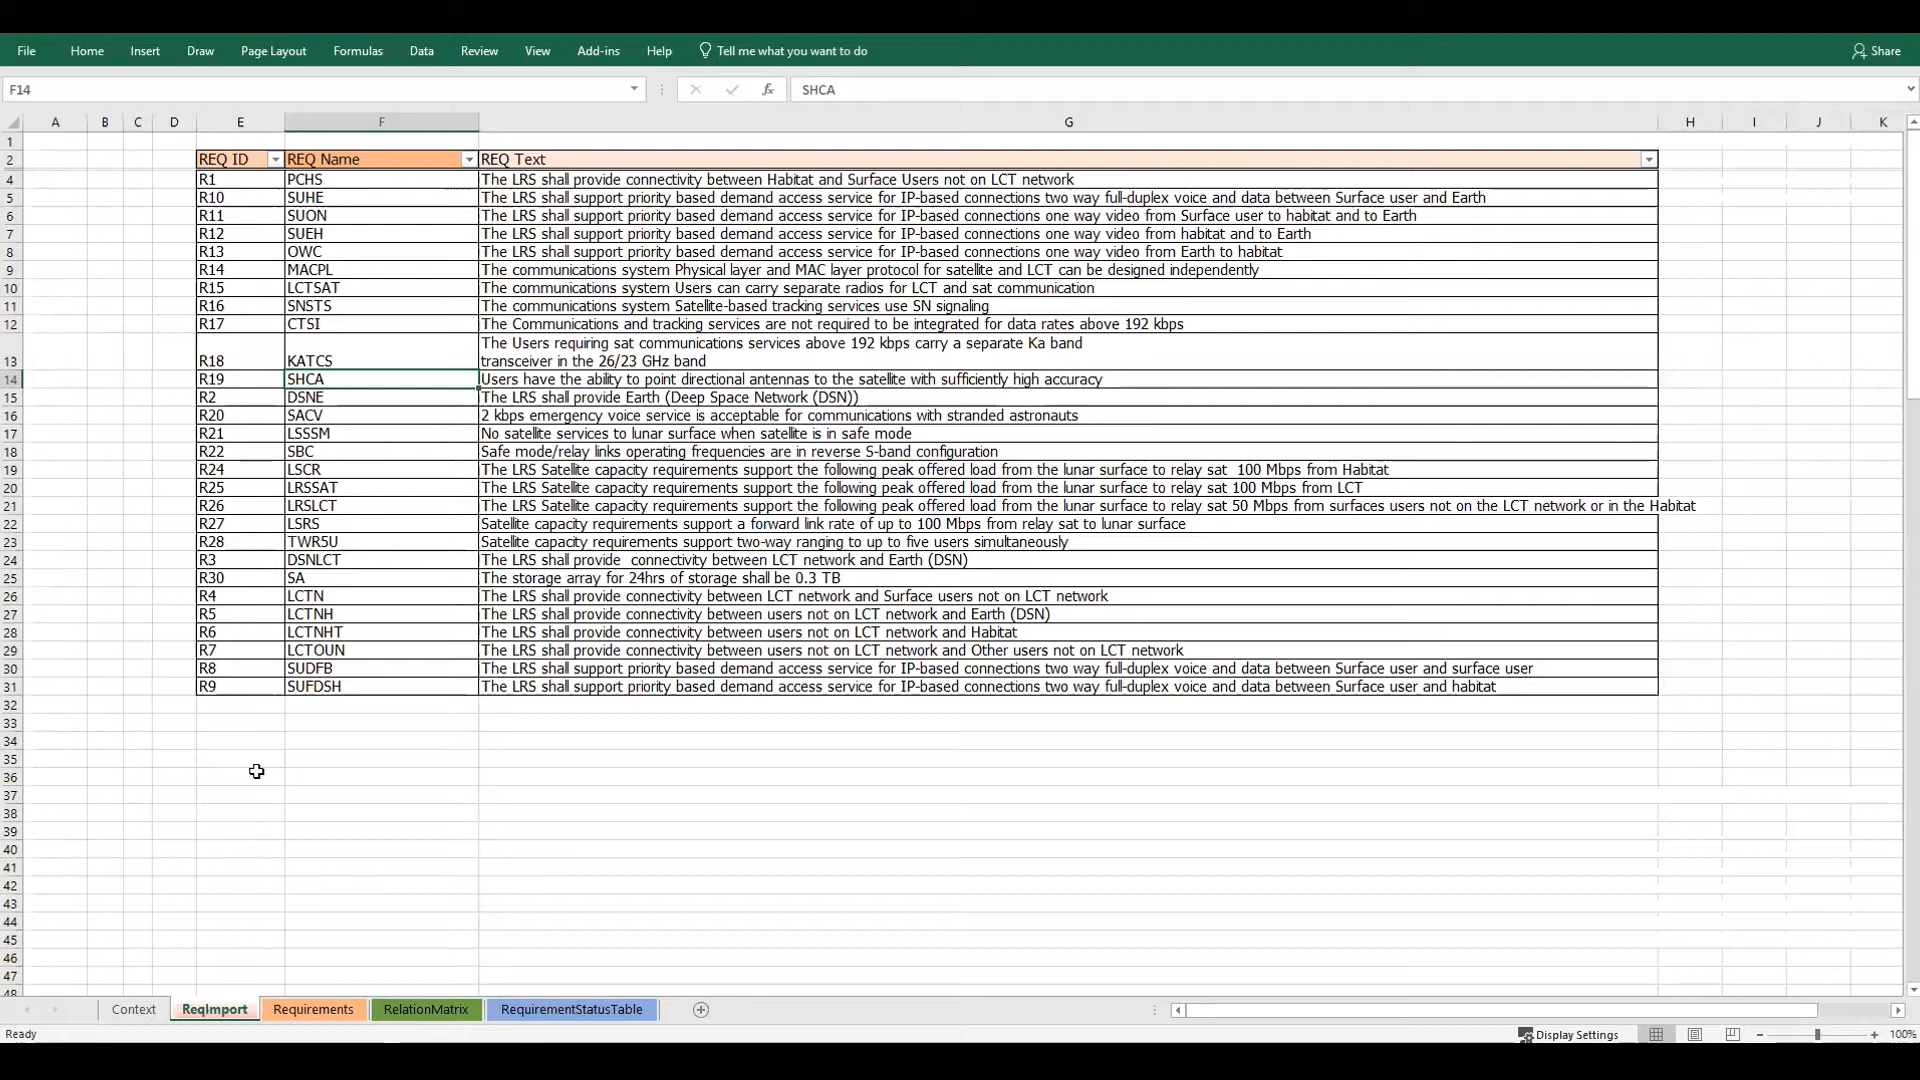 File Home Insert Draw Page Layout Formulas Data Review View Add-ins Help Tell me what you want to do Share
F14 fx SHCA
A B C D E F G H I J K
1
2 REQ ID REQ Name REQ Text
4 R1 PCHS The LRS shall provide connectivity between Habitat and Surface Users not on LCT network
5 R10 SUHE The LRS shall support priority based demand access service for IP-based connections two way full-duplex voice and data between Surface user and Earth
6 R11 SUON The LRS shall support priority based demand access service for IP-based connections one way video from Surface user to habitat and to Earth
7 R12 SUEH The LRS shall support priority based demand access service for IP-based connections one way video from habitat and to Earth
8 R13 OWC The LRS shall support priority based demand access service for IP-based connections one way video from Earth to habitat
9 R14 MACPL The communications system Physical layer and MAC layer protocol for satellite and LCT can be designed independently
10 R15 LCTSAT The communications system Users can carry separate radios for LCT and sat communication
11 R16 SNSTS The communications system Satellite-based tracking services use SN signaling
12 R17 CTSI The Communications and tracking services are not required to be integrated for data rates above 192 kbps
The Users requiring sat communications services above 192 kbps carry a separate Ka band
13 R18 KATCS transceiver in the 26/23 GHz band
14 R19 SHCA Users have the ability to point directional antennas to the satellite with sufficiently high accuracy
15 R2 DSNE The LRS shall provide Earth (Deep Space Network (DSN))
16 R20 SACV 2 kbps emergency voice service is acceptable for communications with stranded astronauts
17 R21 LSSSM No satellite services to lunar surface when satellite is in safe mode
18 R22 SBC Safe mode/relay links operating frequencies are in reverse S-band configuration
19 R24 LSCR The LRS Satellite capacity requirements support the following peak offered load from the lunar surface to relay sat  100 Mbps from Habitat
20 R25 LRSSAT The LRS Satellite capacity requirements support the following peak offered load from the lunar surface to relay sat 100 Mbps from LCT
21 R26 LRSLCT The LRS Satellite capacity requirements support the following peak offered load from the lunar surface to relay sat 50 Mbps from surfaces users not on the LCT network or in the Habitat
22 R27 LSRS Satellite capacity requirements support a forward link rate of up to 100 Mbps from relay sat to lunar surface
23 R28 TWR5U Satellite capacity requirements support two-way ranging to up to five users simultaneously
24 R3 DSNLCT The LRS shall provide  connectivity between LCT network and Earth (DSN)
25 R30 SA The storage array for 24hrs of storage shall be 0.3 TB
26 R4 LCTN The LRS shall provide connectivity between LCT network and Surface users not on LCT network
27 R5 LCTNH The LRS shall provide connectivity between users not on LCT network and Earth (DSN)
28 R6 LCTNHT The LRS shall provide connectivity between users not on LCT network and Habitat
29 R7 LCTOUN The LRS shall provide connectivity between users not on LCT network and Other users not on LCT network
30 R8 SUDFB The LRS shall support priority based demand access service for IP-based connections two way full-duplex voice and data between Surface user and surface user
31 R9 SUFDSH The LRS shall support priority based demand access service for IP-based connections two way full-duplex voice and data between Surface user and habitat
32
33
34
35
36
37
38
39
40
41
42
43
44
45
46
47
48
Context ReqImport Requirements RelationMatrix RequirementStatusTable
Ready Display Settings 100%